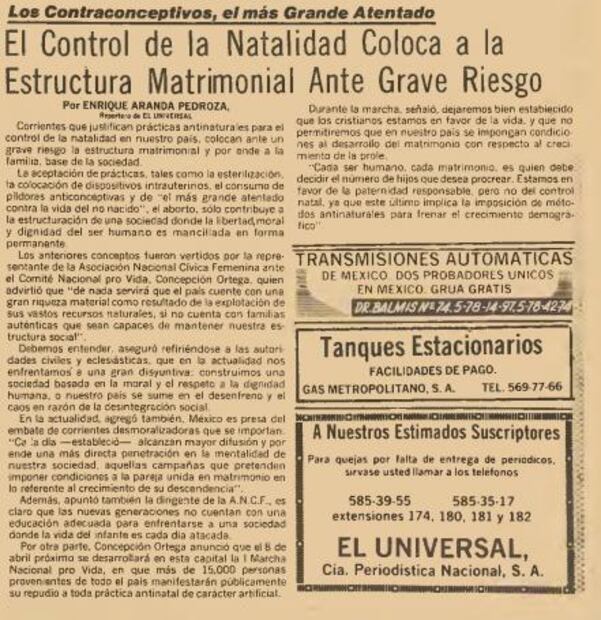 Los Contraconceptivos, el más Grande Atentado
El Control de la Natalidad Coloca a la
Estructura Matrimonial Ante Grave Riesgo
Por ENRIQUE ARANDA PEDROZA,
Reportero de EL UNIVERSAL
Corrientes que justifican prácticas antinaturales para el
control de la natalidad en nuestro país, colocan ante un
grave riesgo la estructura matrimonial y por ende a la
familia, base de la sociedad.
La aceptación de prácticas, tales como la esterilización,
la colocación de dispositivos intrauterinos, el consumo de
píldoras anticonceptivas y de "el más grande atentado
contra la vida del no nacido", el aborto, sólo contribuye a
la estructuración de una sociedad donde la libertad, moral
y dignidad del ser humano es mancillada en forma
permanente.
Los anteriores conceptos fueron vertidos por la repre-
sentante de la Asociación Nacional Cívica Femenina ante
el Comité Nacional pro Vida, Concepción Ortega, quien
advirtió que "de nada servirá que el país cuente con una
gran riqueza material como resultado de la explotación de
sus vastos recursos naturales, si no cuenta con familias
auténticas que sean capaces de mantener nuestra es-
tructura social".
Debemos entender, aseguró refiriéndose a las autori-
dades civiles y eclesásticas, que en la actualidad nos
enfrentamos a una gran disyuntiva: construimos una
sociedad basada en la moral y el respeto a la dignidad
humana, o nuestro país se sume en el desenfreno y el
caos en razón de la desintegración social.
En la actualidad, agregó también, México es presa del
embate de corrientes desmoralizadoras que se importan.
"Ca la día —estableció— alcanzan mayor difusión y por
ende una más directa penetración en la mentalidad de
nuestra sociedad, aquellas campañas que pretenden
imponer condiciones a la pareja unida en matrimonio en
lo referente al crecimiento de su descendencia".
Además, apuntó también la dirigente de la A.N.C.F., es
claro que las nuevas generaciones no cuentan con una
educación adecuada para enfrentarse a una sociedad
donde la vida del infante es cada día atacada.
Por otra parte, Concepción Ortega anunció que el 8 de
abril próximo se desarrollará en esta capital la I Marcha
Nacional pro Vida, en que más de 15,000 personas
provenientes de todo el país manifestarán públicamente
su repudio a toda práctica antinatal de carácter artificial.
Durante la marcha, señaló, dejaremos bien establecido
que los cristianos estamos en favor de la vida, y que no
permitiremos que en nuestro país se impongan condicio-
nes al desarrollo del matrimonio con respecto al creci-
miento de la prole.
"Cada ser humano, cada matrimonio, es quien debe
decidir el número de hijos que desea procrear. Estamos en
favor de la paternidad responsable, pero no del control
natal, ya que este último implica la imposición de méto-
dos antinaturales para frenar el crecimiento demográ-
fico"
TRANSMISIONES AUTOMATICAS
DE MEXICO. DOS PROBADORES UNICOS
EN MEXICO. GRUA GRATIS
DR. BALMIS Nº 74. 5-78-14-97, 5-78-42-74
Tanques Estacionarios
FACILIDADES DE PAGO.
GAS METROPOLITANO, S.A. TEL. 569-77-66
A Nuestros Estimados Suscriptores
Para quejas por falta de entrega de periódicos,
sírvase usted llamar a los teléfonos
585-39-55 585-35-17
extensiones 174, 180, 181 y 182
EL UNIVERSAL,
Cía. Periodística Nacional, S. A.